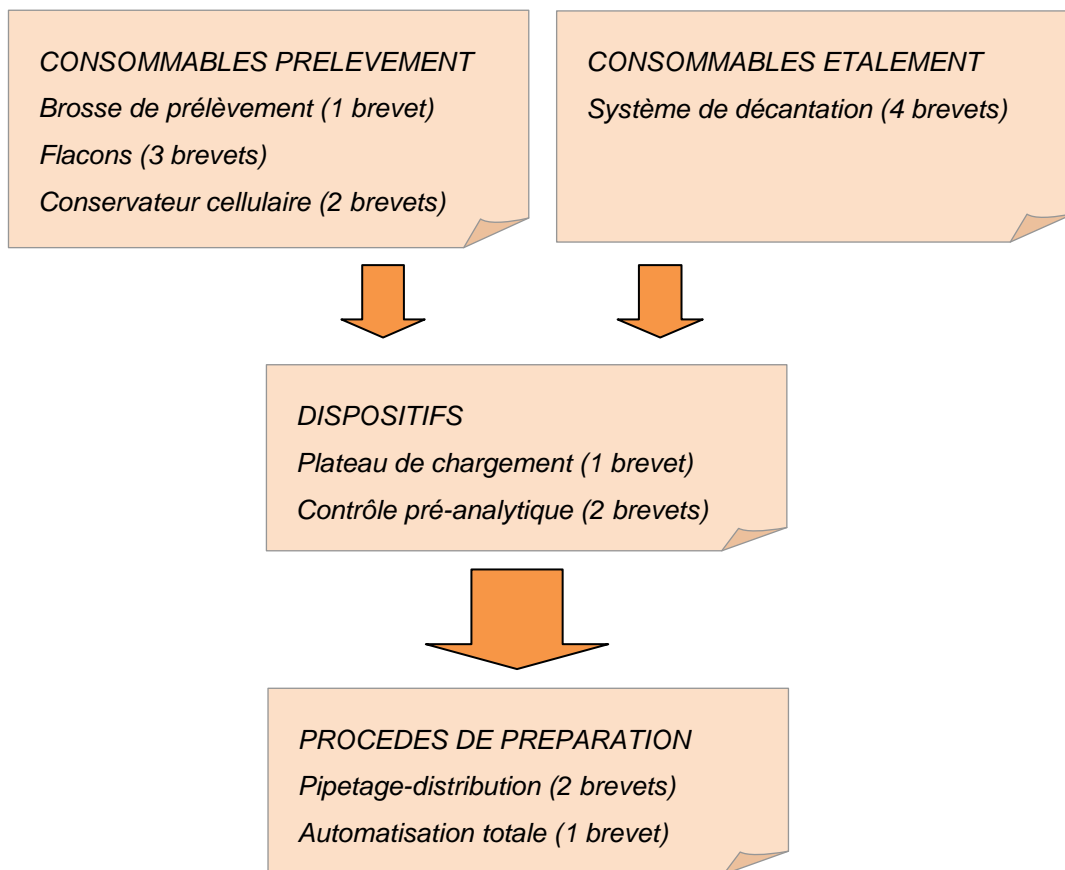 CONSOMMABLES PRELEVEMENT
Brosse de prélèvement (1 brevet)
Flacons (3 brevets)
Conservateur cellulaire (2 brevets)
CONSOMMABLES ETALEMENT
Système de décantation (4 brevets)
DISPOSITIFS
Plateau de chargement (1 brevet)
Contrôle pré-analytique (2 brevets)
PROCEDES DE PREPARATION
Pipetage-distribution (2 brevets)
Automatisation totale (1 brevet)